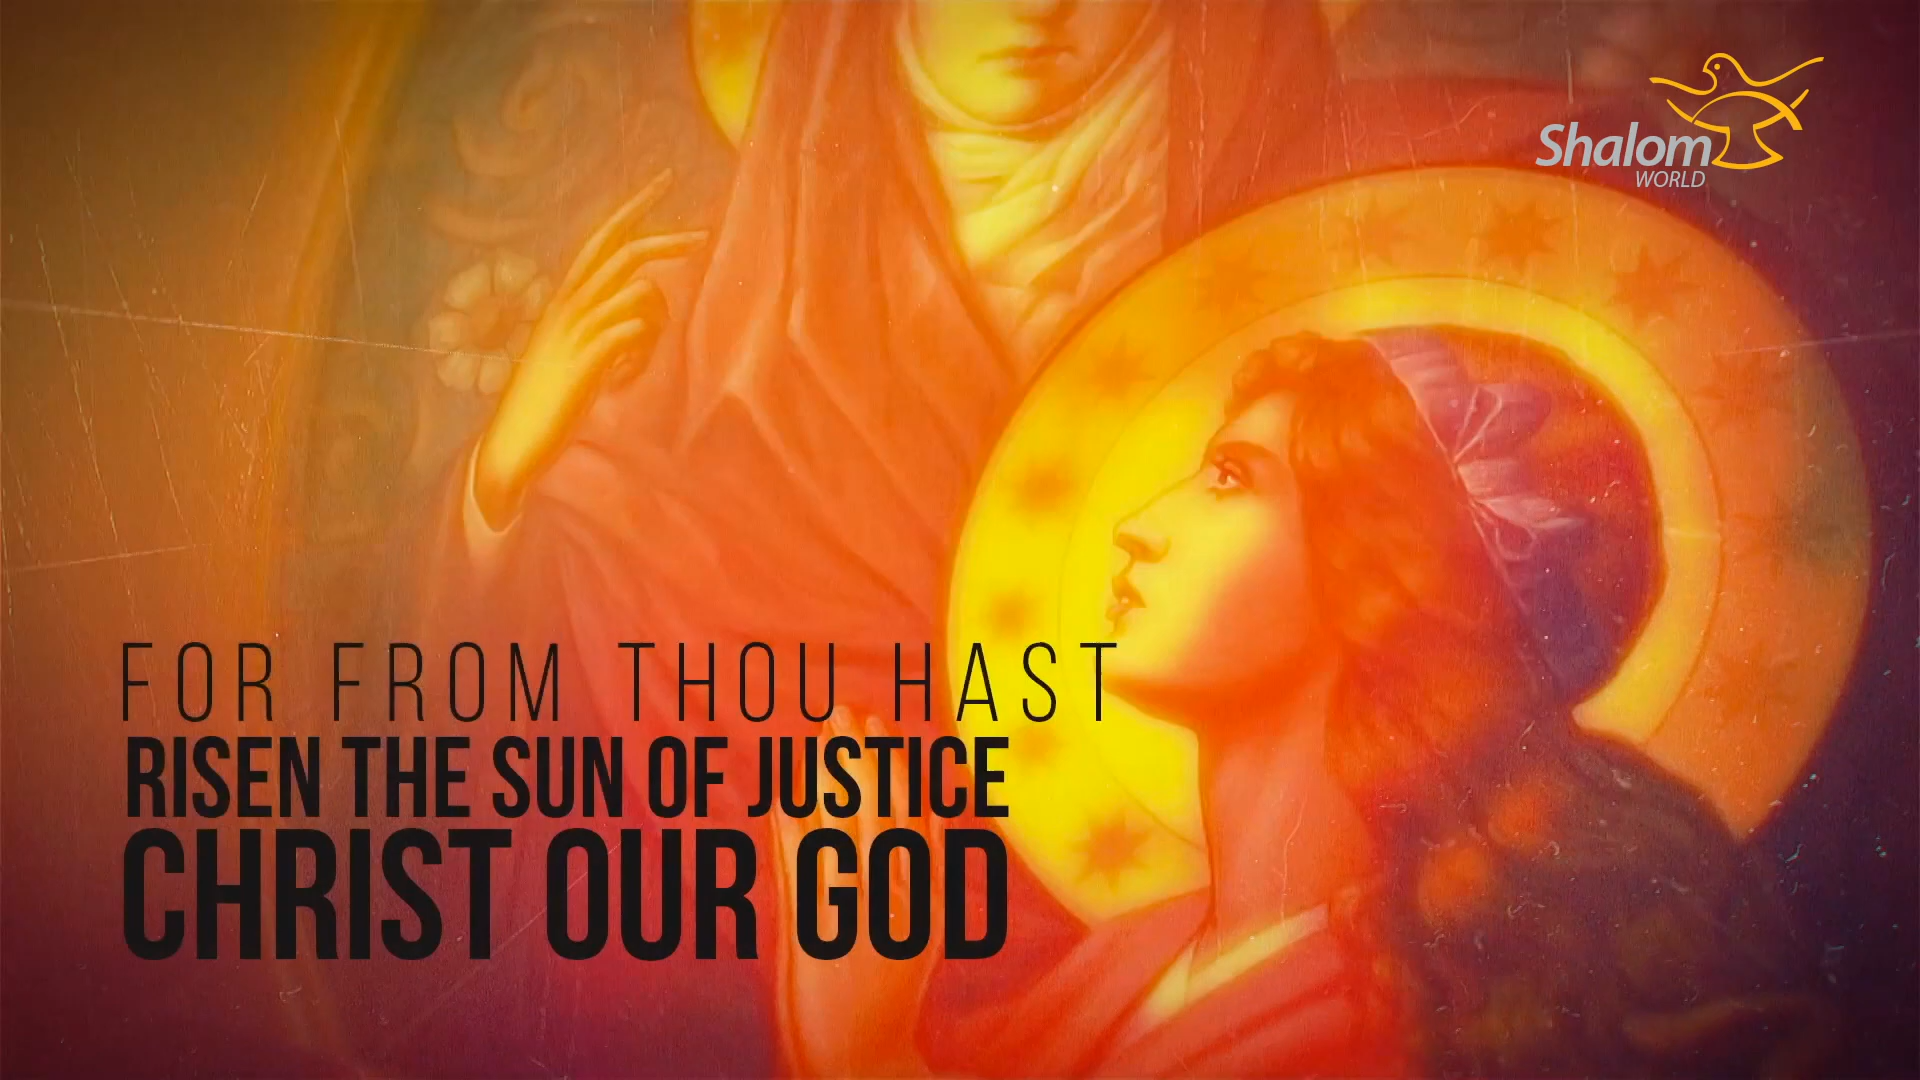 Shalom
WORLD
FOR FROM THOU HAST
RISEN THE SUN OF JUSTICE
CHRIST OUR GOD